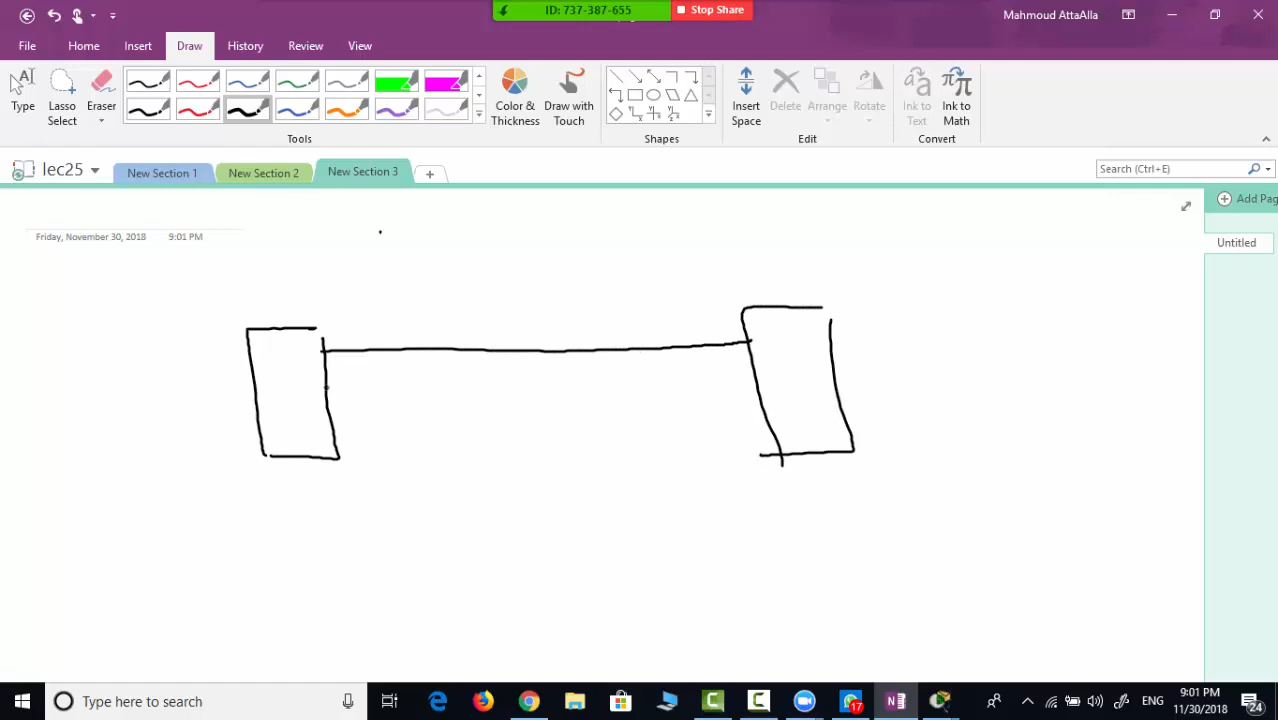 ID: 737-387-655
Stop Share
Mahmoud AttaAlla
File
Home
Insert
Draw
History
Review
View
Type
Lasso
Select
Eraser
Color &
Thickness
Draw with
Touch
Insert
Space
Delete
Arrange
Rotate
Ink to
Text
Ink to
Math
Tools
Shapes
Edit
Convert
lec25
New Section 1
New Section 2
New Section 3
Search (Ctrl+E)
Add Pag
Friday, November 30, 2018 9:01 PM
Untitled
Type here to search
17
ENG
9:01 PM
11/30/2018
24